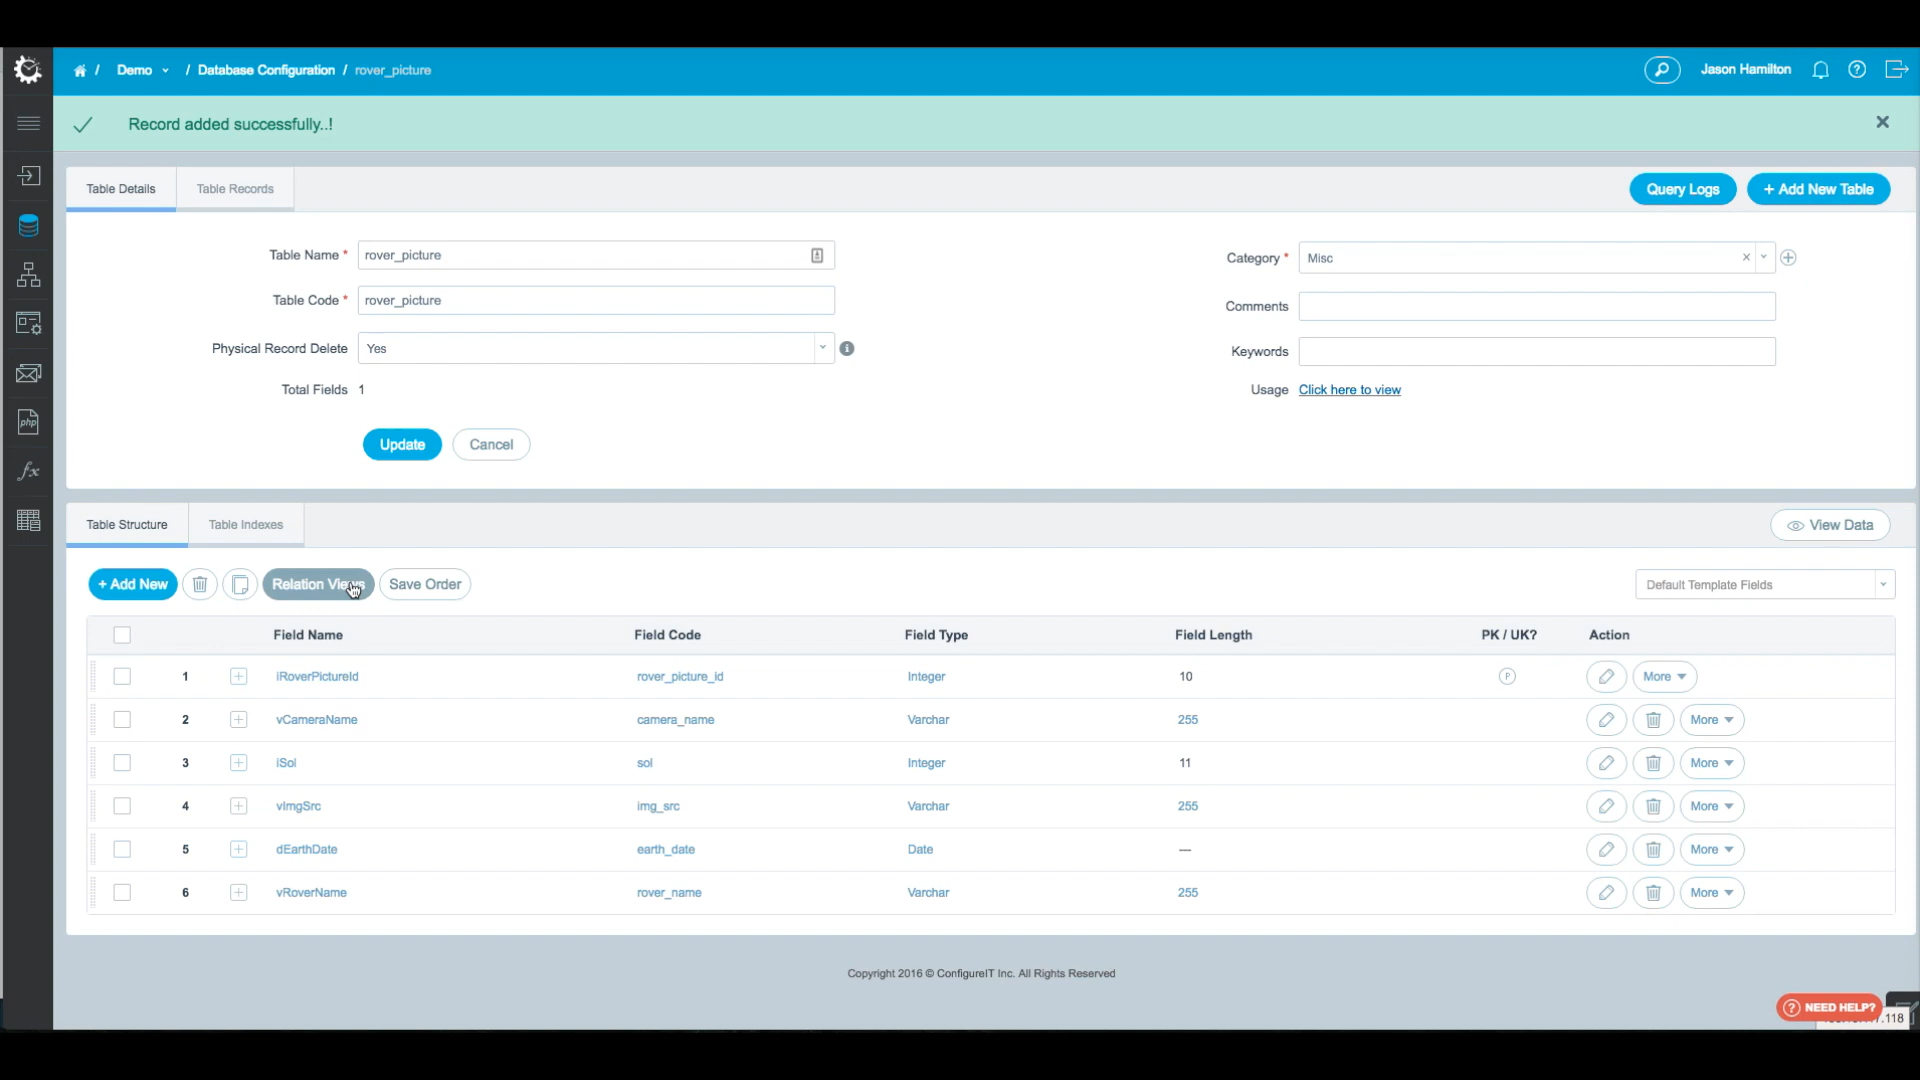 / Demo / Database Configuration / rover_picture
Jason Hamilton
Record added successfully..!
Table Details
Table Records
Query Logs
+ Add New Table
Table Name * rover_picture
Category * Misc
Table Code * rover_picture
Comments
Physical Record Delete Yes
Keywords
Total Fields 1
Usage Click here to view
Update
Cancel
Table Structure
Table Indexes
View Data
+ Add New
Relation Views
Save Order
Default Template Fields
Field Name Field Code Field Type Field Length PK / UK? Action
1 iRoverPictureId rover_picture_id Integer 10 P More
2 vCameraName camera_name Varchar 255 More
3 iSol sol Integer 11 More
4 vImgSrc img_src Varchar 255 More
5 dEarthDate earth_date Date — More
6 vRoverName rover_name Varchar 255 More
Copyright 2016 © ConfigureIT Inc. All Rights Reserved
NEED HELP?
php
fx